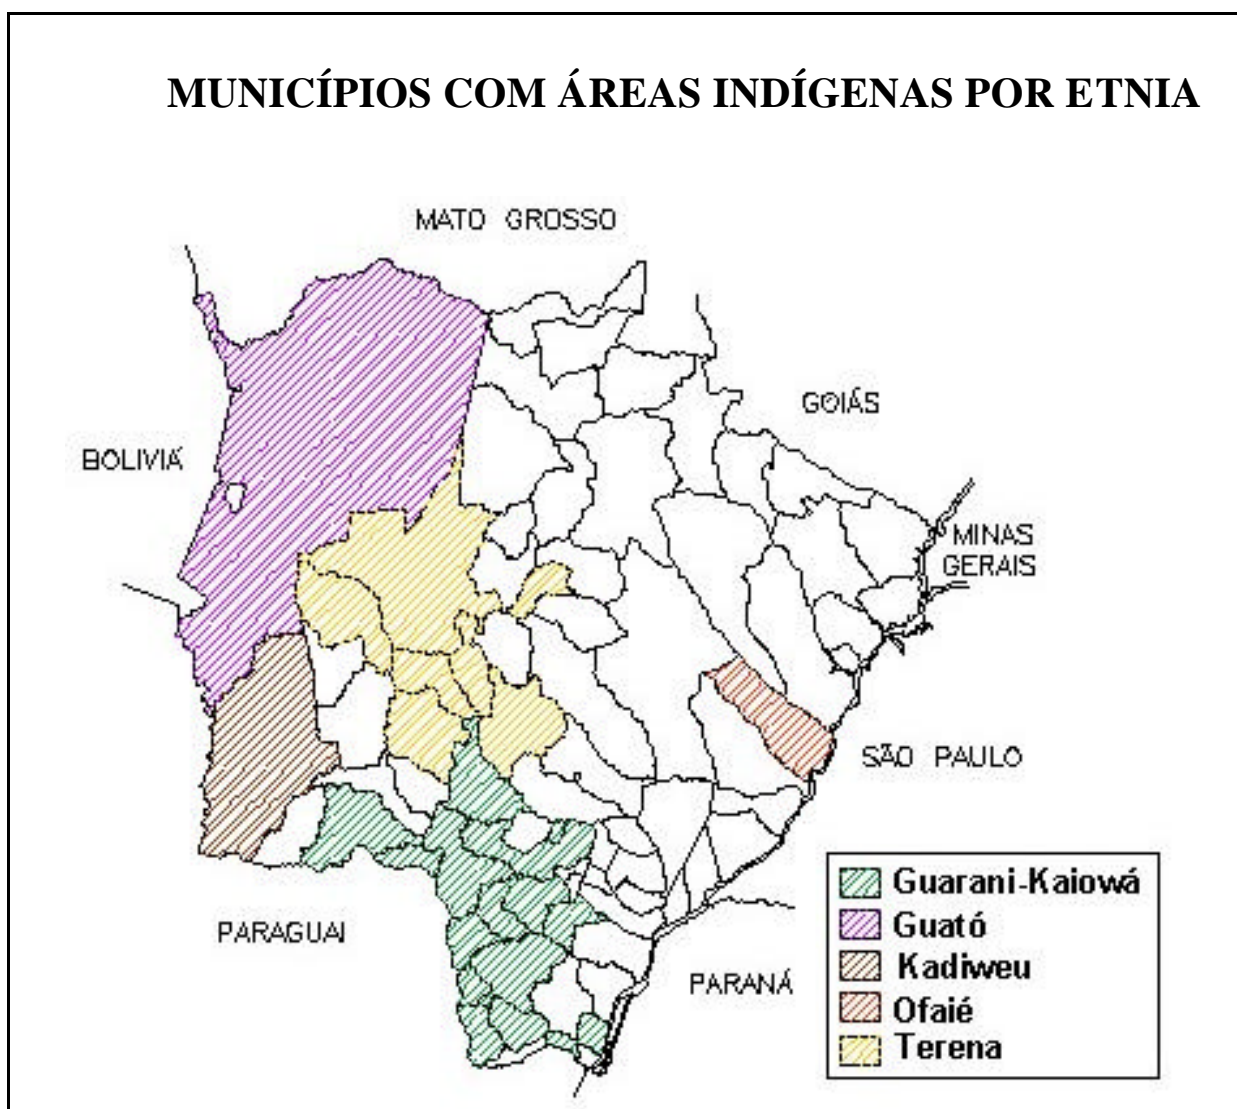 MUNICÍPIOS COM ÁREAS INDÍGENAS POR ETNIA
MATO GROSSO
GOIÁS
BOLIVIÁ
MINAS
GERAIS
SÃO PAULO
PARAGUAI
PARANÁ
Guarani-Kaiowá
Guató
Kadiweu
Ofaié
Terena